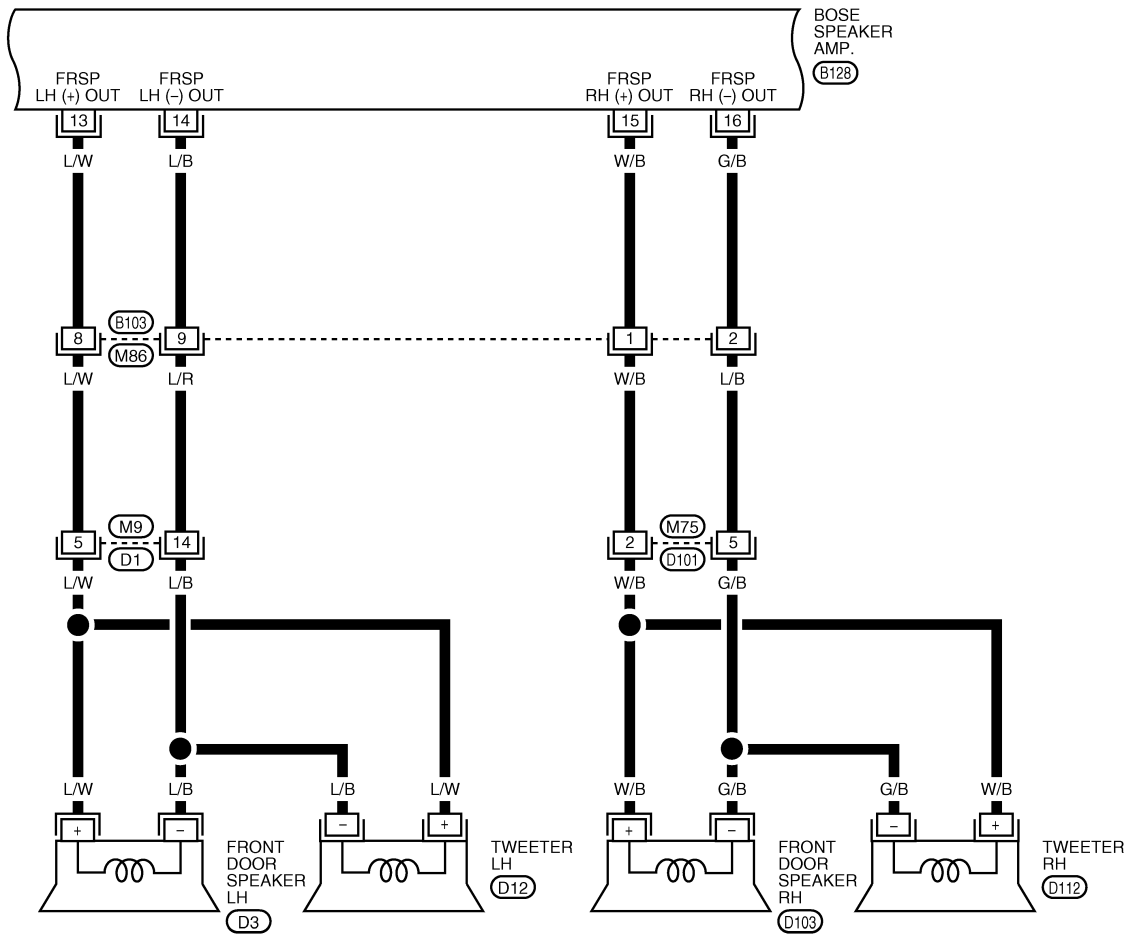 BOSE
SPEAKER
AMP.
B128
FRSP
LH (+) OUT
FRSP
LH (–) OUT
FRSP
RH (+) OUT
FRSP
RH (–) OUT
13
14
15
16
L/W
L/B
W/B
G/B
B103
8
9
1
2
M86
L/W
L/R
W/B
L/B
M9
M75
5
14
2
5
D1
D101
L/W
L/B
W/B
G/B
L/W
L/B
L/B
L/W
W/B
G/B
G/B
W/B
+
–
–
+
+
–
–
+
FRONT
DOOR
SPEAKER
LH
D3
TWEETER
LH
D12
FRONT
DOOR
SPEAKER
RH
D103
TWEETER
RH
D112